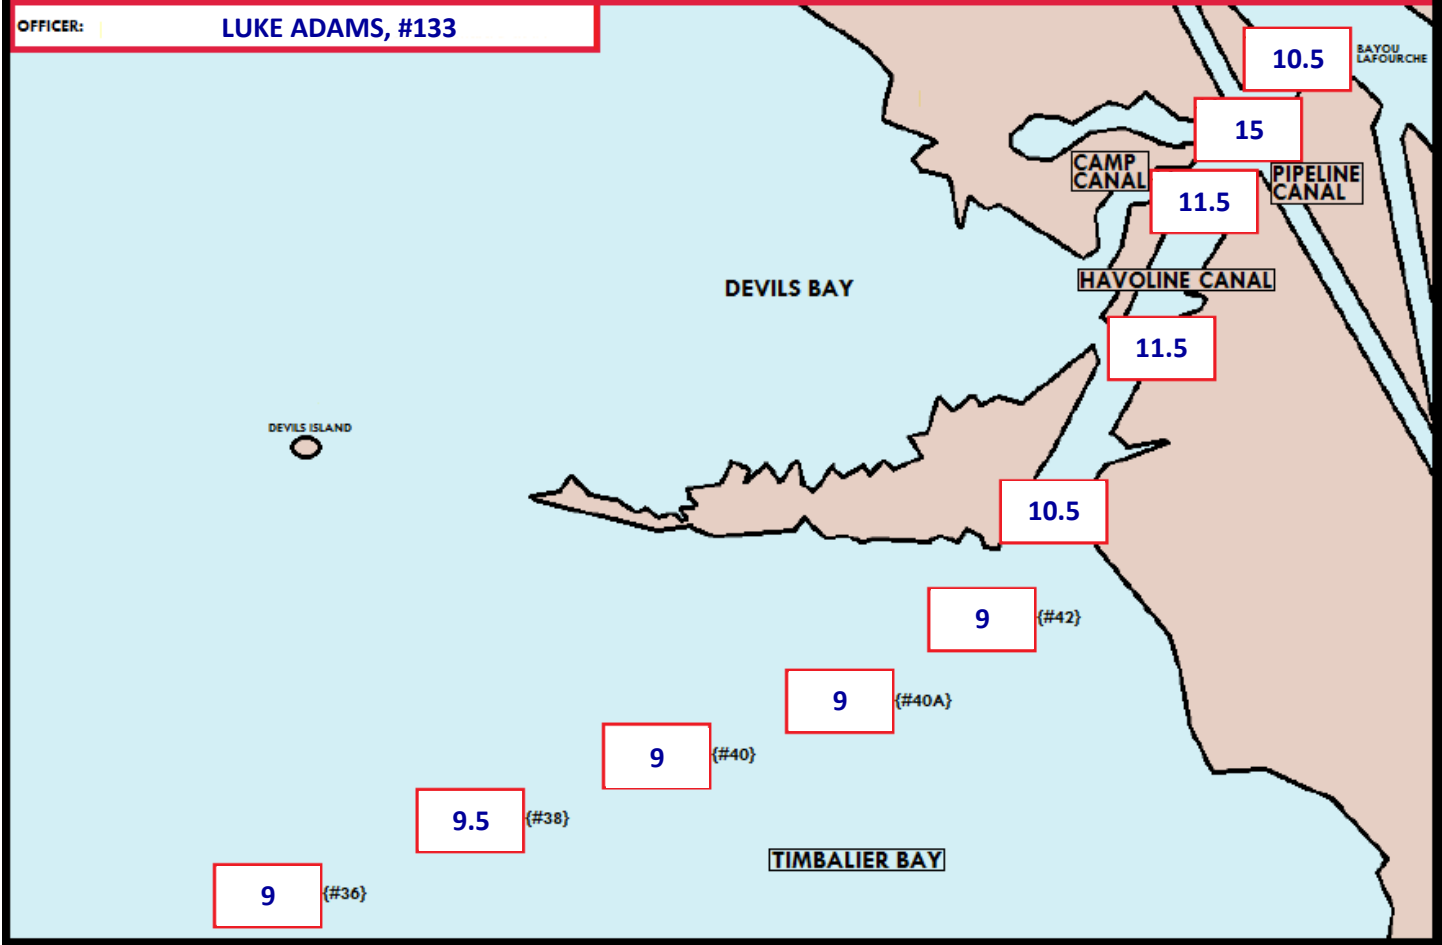 OFFICER: LUKE ADAMS, #133
10.5
BAYOU
LAFOURCHE
15
CAMP
CANAL
PIPELINE
CANAL
11.5
HAVOLINE CANAL
DEVILS BAY
11.5
DEVILS ISLAND
10.5
9 {#42}
9 {#40A}
9 {#40}
9.5 {#38}
TIMBALIER BAY
9 {#36}